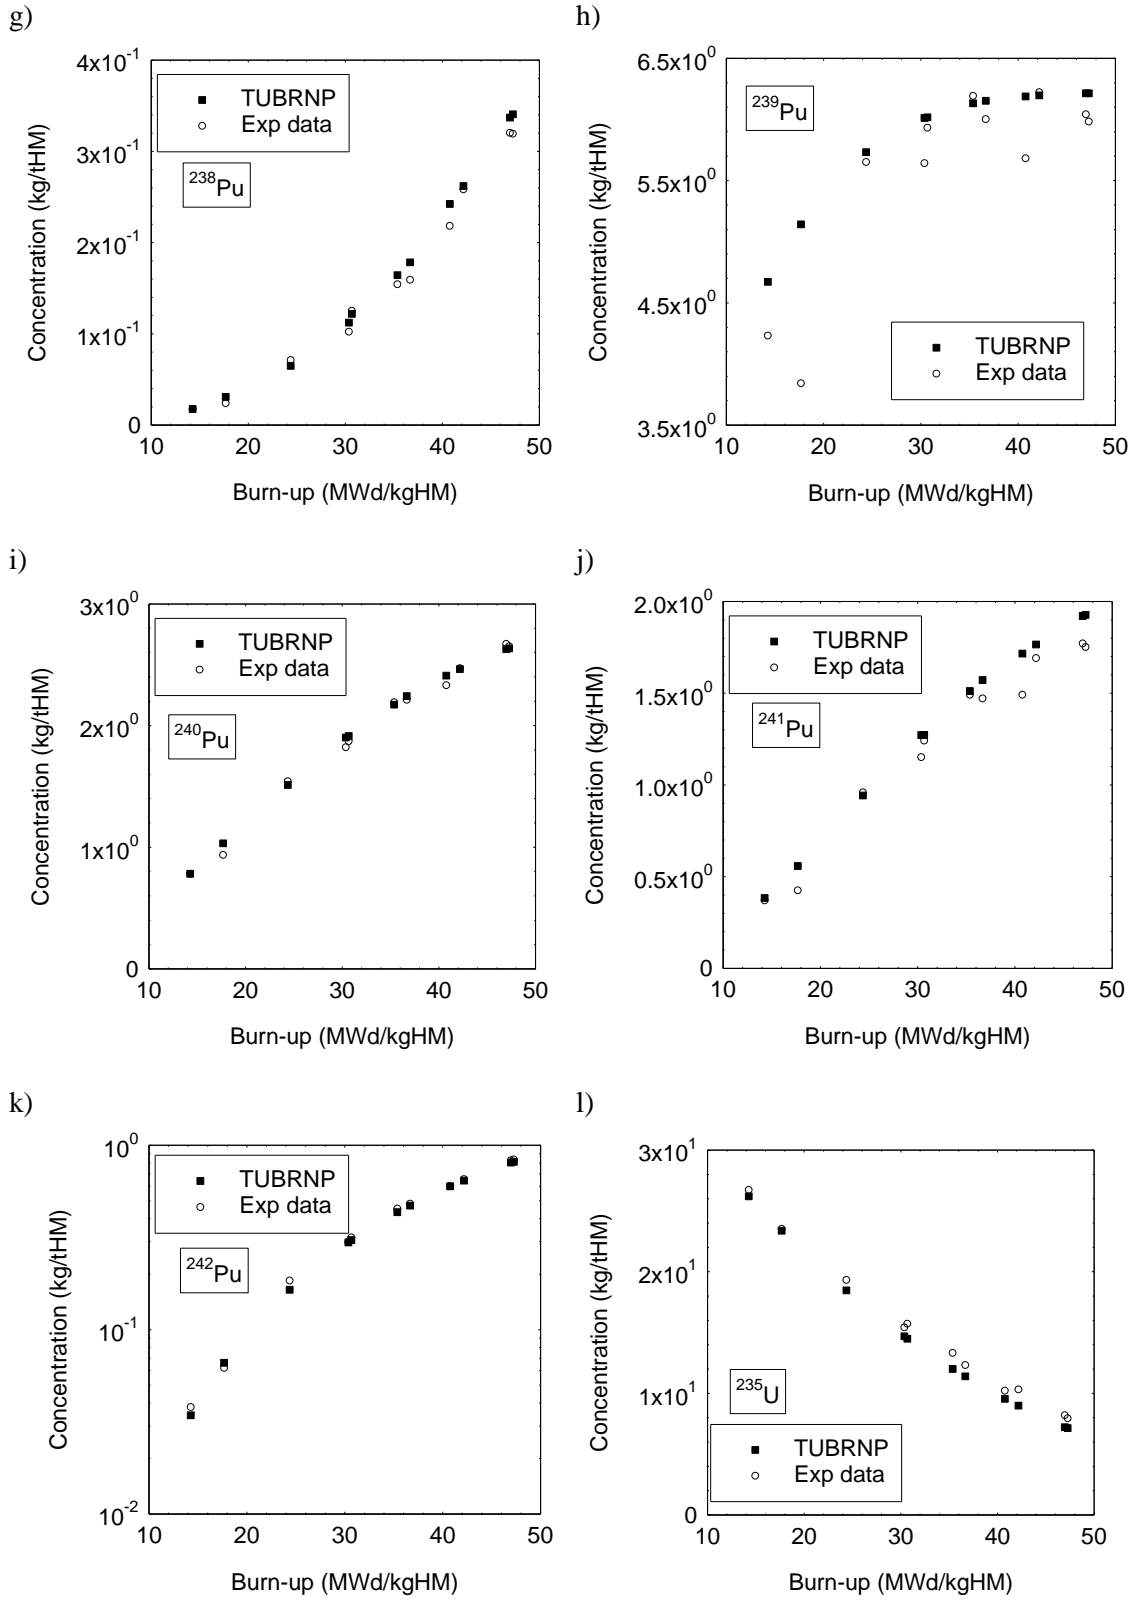 g)
4x10⁻¹
3x10⁻¹
2x10⁻¹
1x10⁻¹
0
Concentration (kg/tHM)
TUBRNP
Exp data
²³⁸Pu
10 20 30 40 50
Burn-up (MWd/kgHM)
h)
6.5x10⁰
5.5x10⁰
4.5x10⁰
3.5x10⁰
Concentration (kg/tHM)
²³⁹Pu
TUBRNP
Exp data
10 20 30 40 50
Burn-up (MWd/kgHM)
i)
3x10⁰
2x10⁰
1x10⁰
0
Concentration (kg/tHM)
TUBRNP
Exp data
²⁴⁰Pu
10 20 30 40 50
Burn-up (MWd/kgHM)
j)
2.0x10⁰
1.5x10⁰
1.0x10⁰
0.5x10⁰
0
Concentration (kg/tHM)
TUBRNP
Exp data
²⁴¹Pu
10 20 30 40 50
Burn-up (MWd/kgHM)
k)
10⁰
10⁻¹
10⁻²
Concentration (kg/tHM)
TUBRNP
Exp data
²⁴²Pu
10 20 30 40 50
Burn-up (MWd/kgHM)
l)
3x10¹
2x10¹
1x10¹
0
Concentration (kg/tHM)
²³⁵U
TUBRNP
Exp data
10 20 30 40 50
Burn-up (MWd/kgHM)